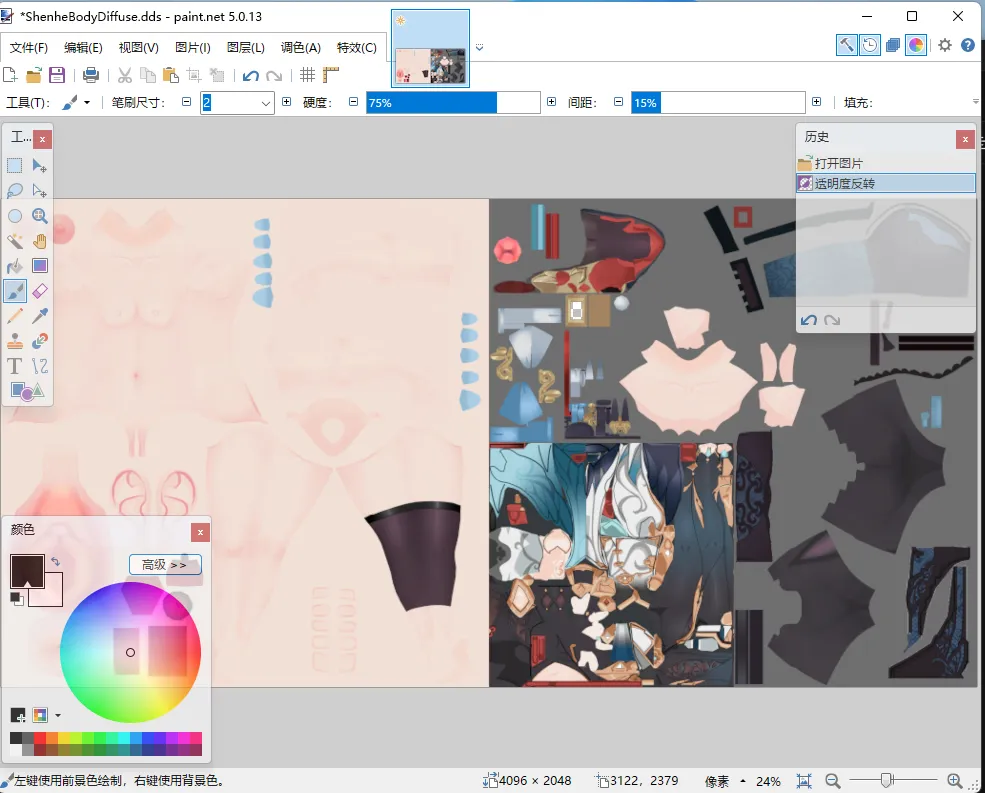 *ShenheBodyDiffuse.dds - paint.net 5.0.13
文件(F) 编辑(E) 视图(V) 图片(I) 图层(L) 调色(A) 特效(C)
工具(T): 笔刷尺寸: 2 硬度: 75% 间距: 15% 填充:
工...
历史
打开图片
透明度反转
颜色
高级 >>
左键使用前景色绘制，右键使用背景色。 4096 × 2048 3122, 2379 像素 24%